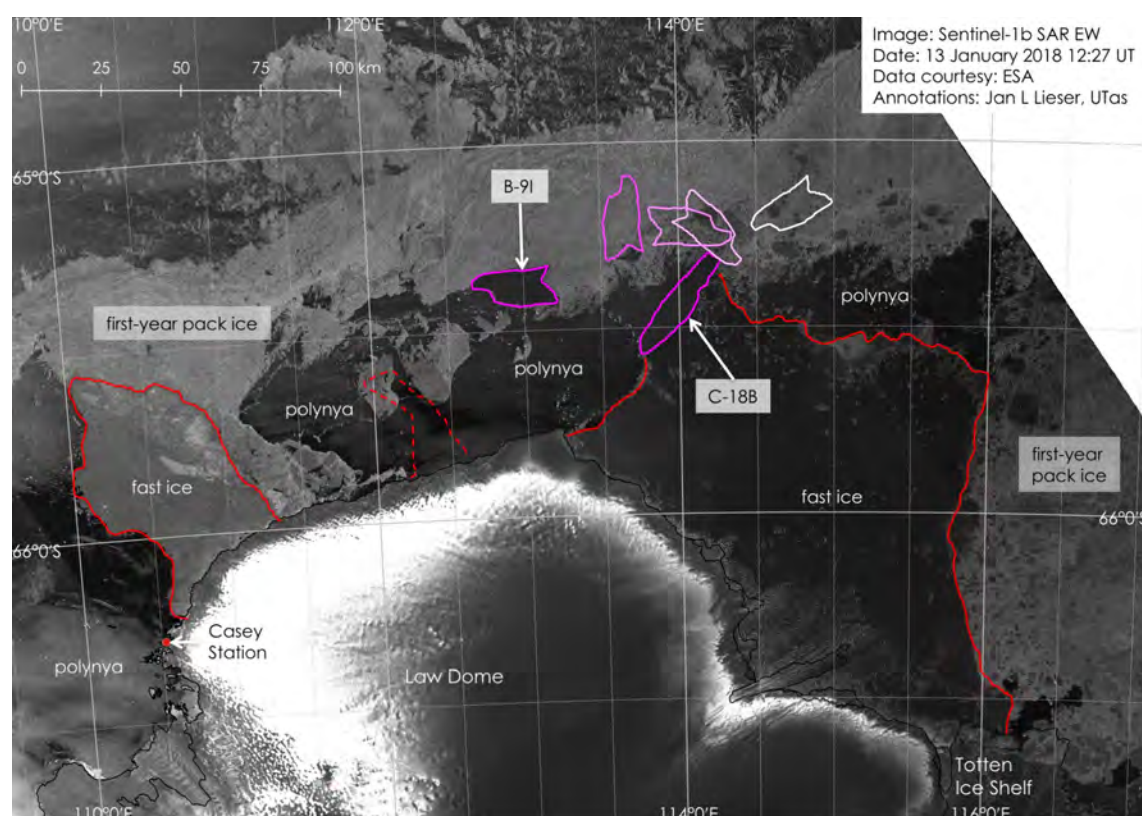 10°0'E
112°0'E
114°0'E
Image: Sentinel-1b SAR EW
Date: 13 January 2018 12:27 UT
Data courtesy: ESA
Annotations: Jan L Lieser, UTas
0 25 50 75 100 km
65°0'S
B-9I
polynya
first-year pack ice
polynya
C-18B
polynya
fast ice
fast ice
first-year
pack ice
66°0'S
66°0'S
Casey
Station
polynya
Law Dome
Totten
Ice Shelf
110°0'E
114°0'E
116°0'E